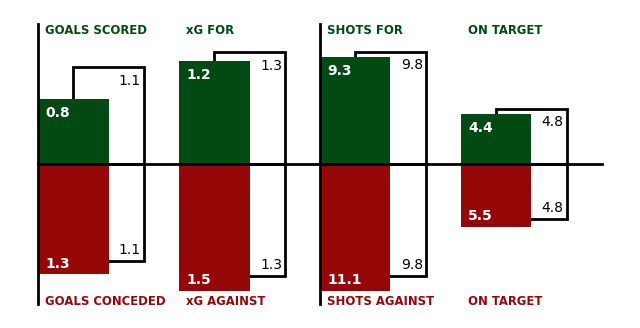 GOALS SCORED xG FOR SHOTS FOR ON TARGET
0.8 1.1 1.2 1.3 9.3 9.8 4.4 4.8
1.3 1.1 1.5 1.3 11.1 9.8 5.5 4.8
GOALS CONCEDED xG AGAINST SHOTS AGAINST ON TARGET